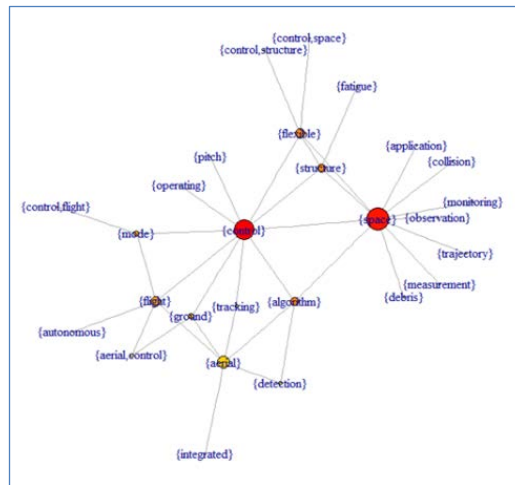 {control,space}
{control,structure}
{fatigue}
{flexible}
{application}
{pitch}
{collision}
{structure}
{operating}
{monitoring}
{control,flight}
{space}
{observation}
{control}
{mode}
{trajectory}
{measurement}
{debris}
{flight}
{tracking}
{algorithm}
{ground}
{autonomous}
{aerial,control}
{aerial}
{detection}
{integrated}